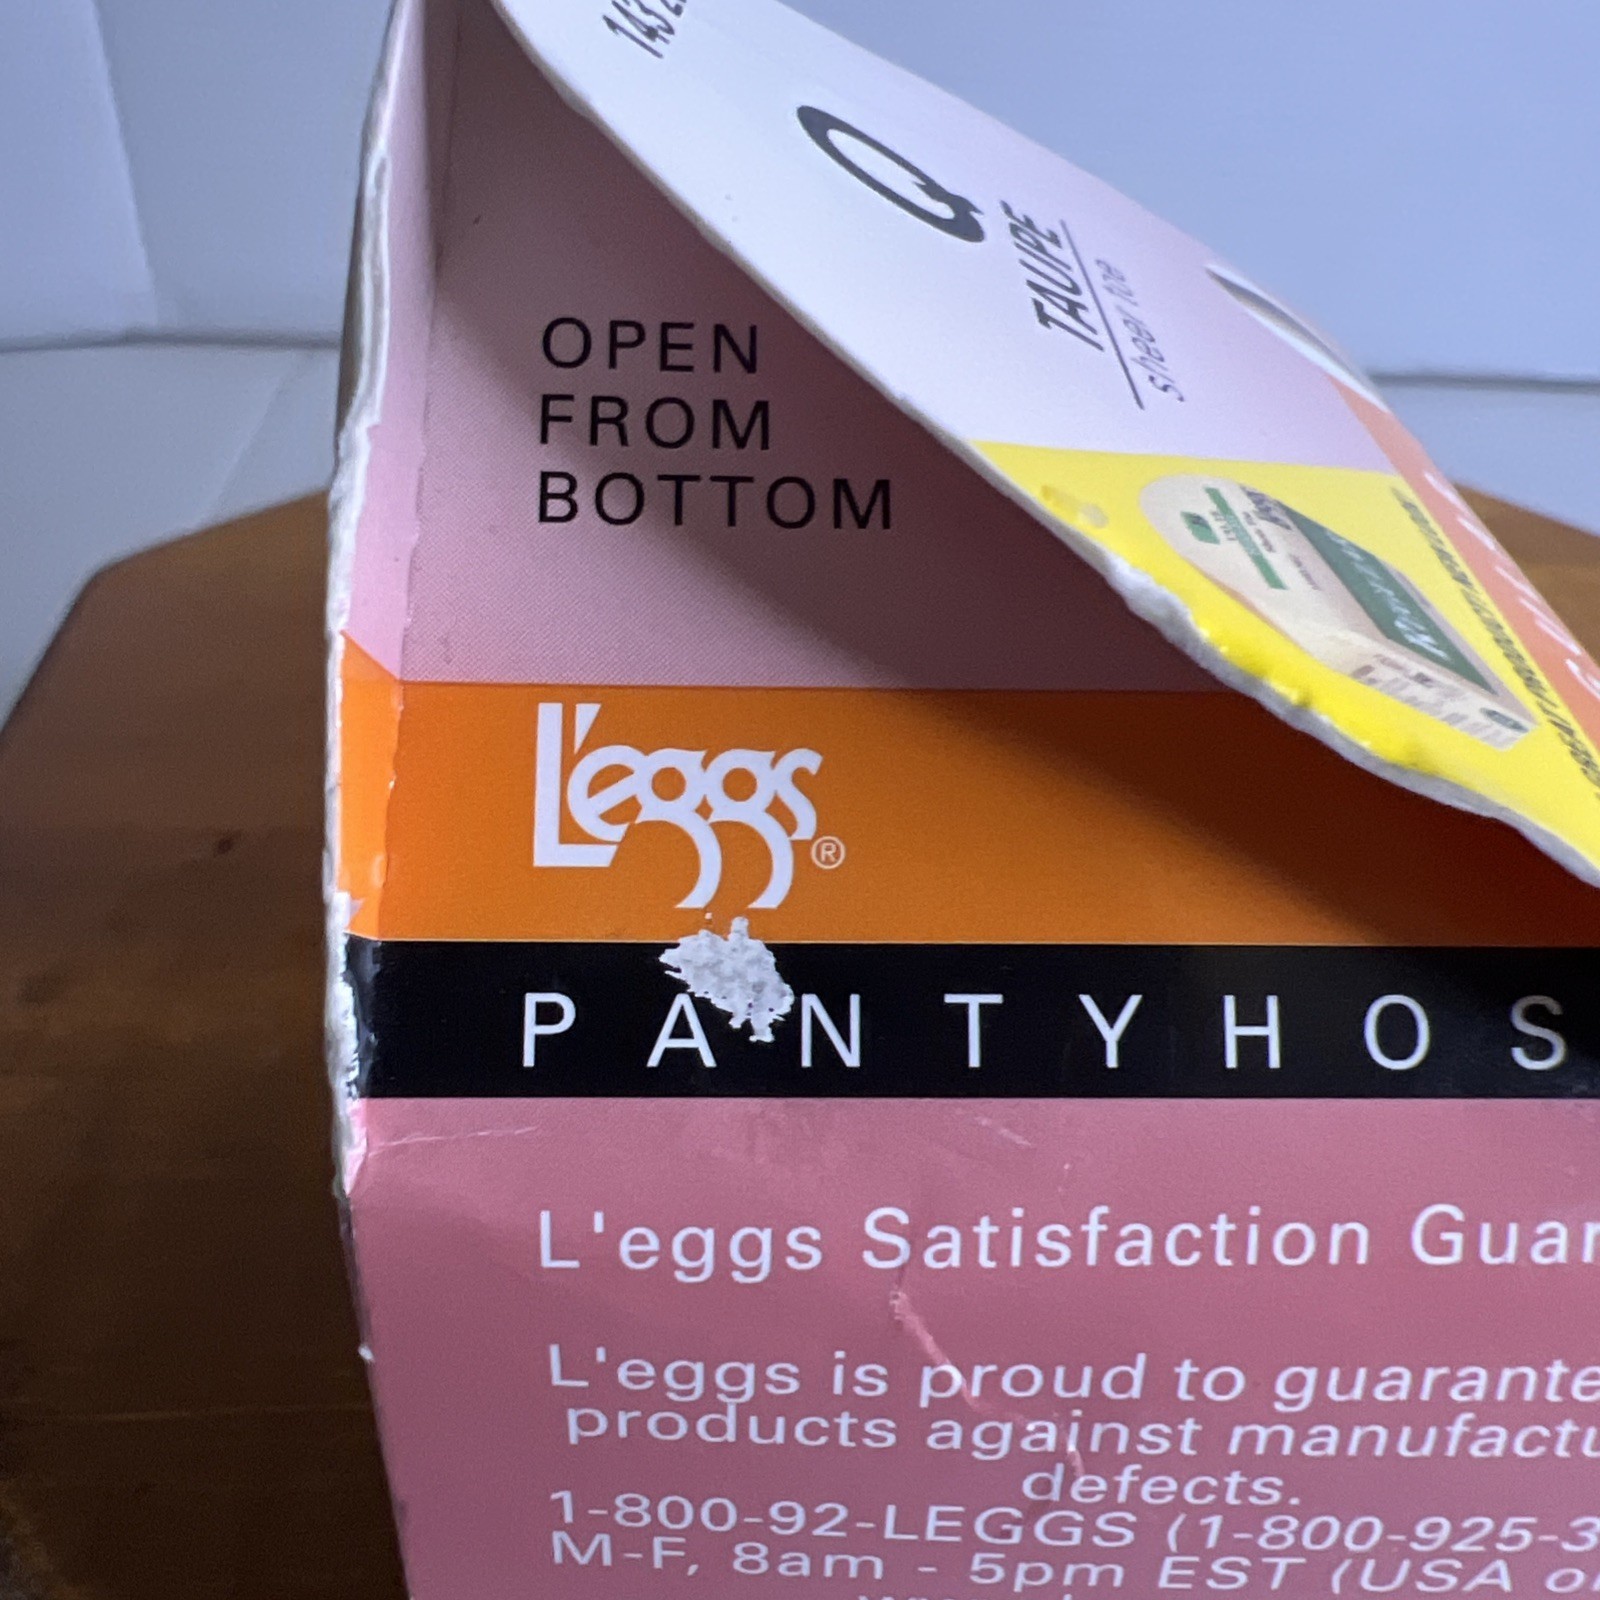 Q
TAUPE
sheer toe
OPEN
FROM
BOTTOM
L'eggs®
PANTYHOS
L'eggs Satisfaction Guar
L'eggs is proud to guarante
products against manufactu
defects.
1-800-92-LEGGS (1-800-925-3
M-F, 8am - 5pm EST (USA